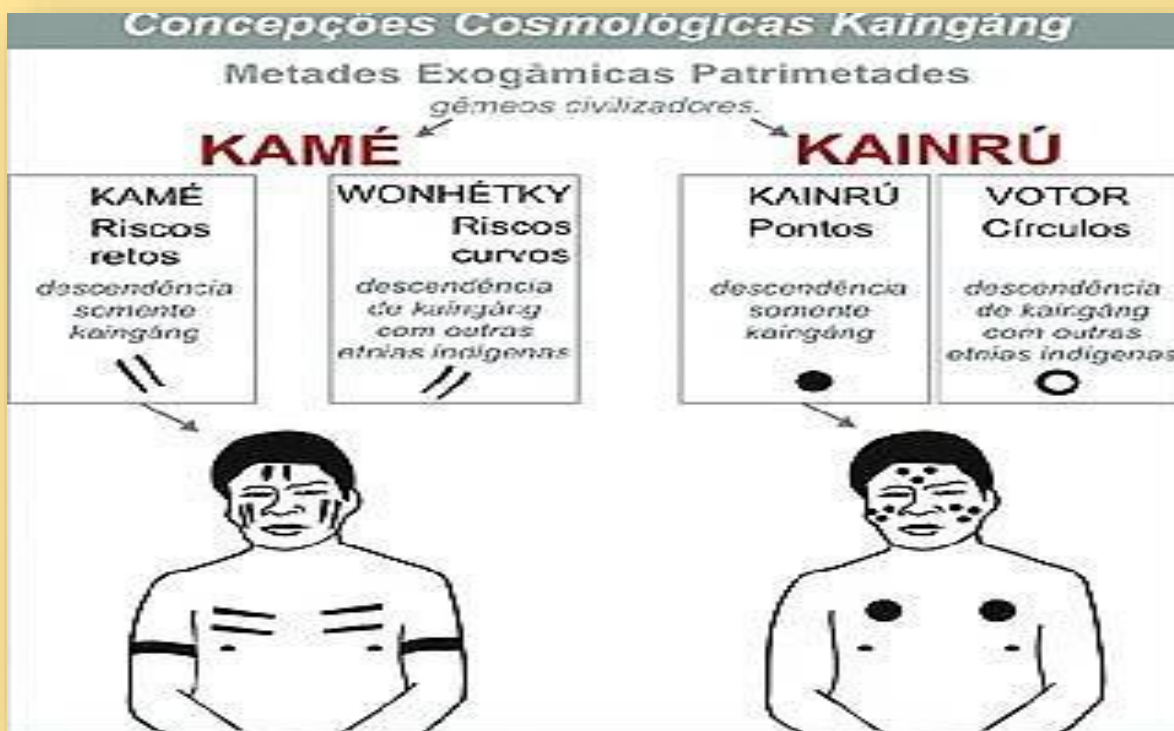 Concepções Cosmológicas Kaingáng
Metades Exogâmicas Patrimetades
gêmeos civilizadores.
KAMÉ
KAINRÚ
KAMÉ
Riscos
retos
descendência
somente
kaingáng
WONHÉTKY
Riscos
curvos
descendência
de kaingáng
com outras
etnias indígenas
KAINRÚ
Pontos
descendência
somente
kaingáng
VOTOR
Círculos
descendência
de kaingáng
com outras
etnias indígenas